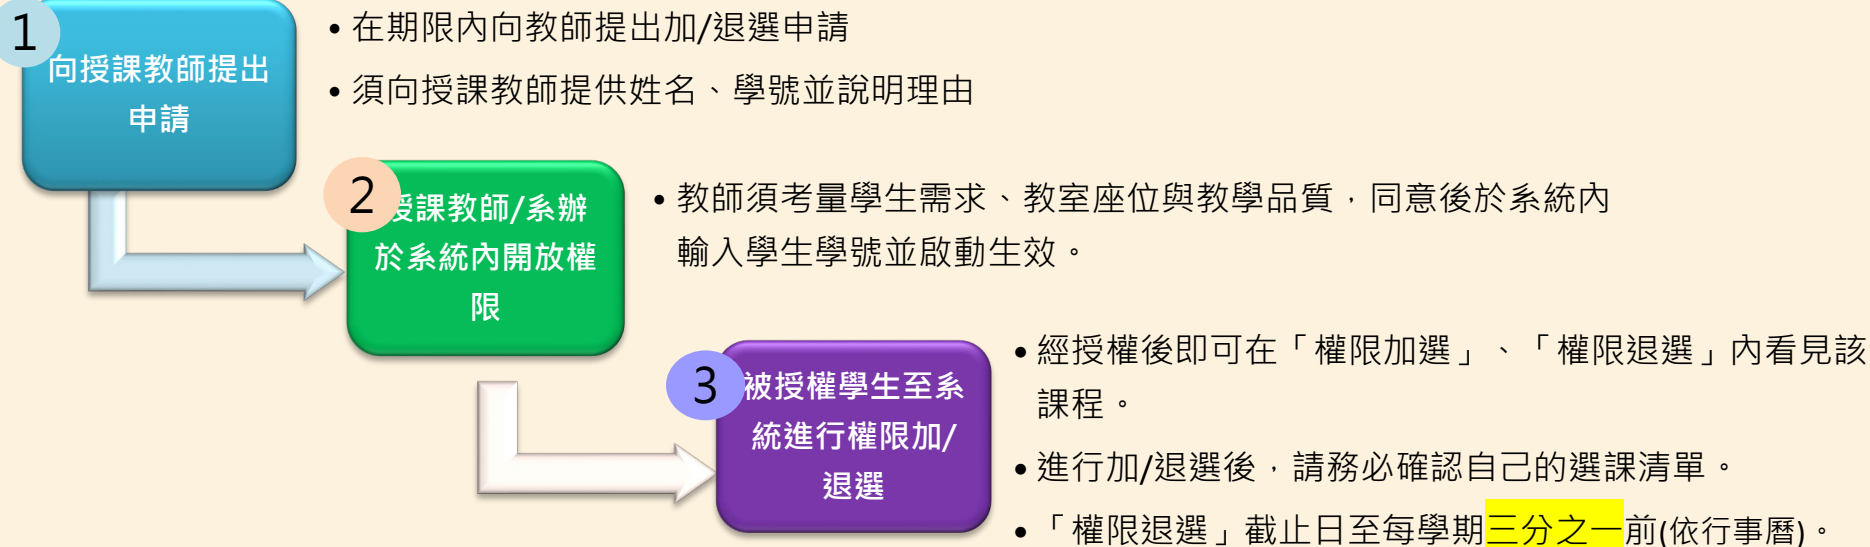 1
向授課教師提出
申請
• 在期限內向教師提出加/退選申請
• 須向授課教師提供姓名、學號並說明理由
2
授課教師/系辦
於系統內開放權
限
• 教師須考量學生需求、教室座位與教學品質，同意後於系統內
輸入學生學號並啟動生效。
3
被授權學生至系
統進行權限加/
退選
• 經授權後即可在「權限加選」、「權限退選」內看見該
課程。
• 進行加/退選後，請務必確認自己的選課清單。
• 「權限退選」截止日至每學期三分之一前(依行事曆)。